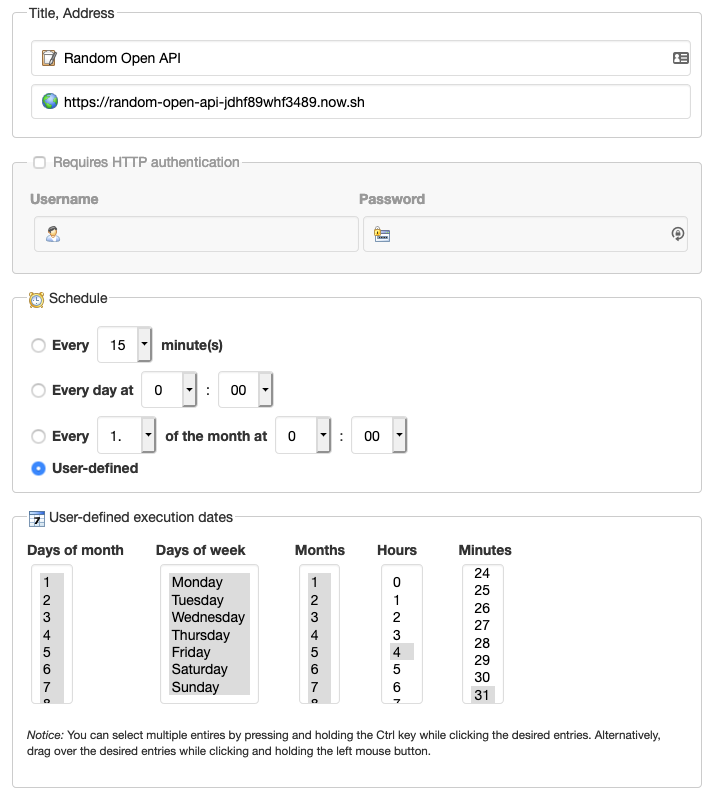 Title, Address
Random Open API
https://random-open-api-jdhf89whf3489.now.sh
Requires HTTP authentication
Username Password
Schedule
Every 15 minute(s)
Every day at 0 : 00
Every 1. of the month at 0 : 00
User-defined
7 User-defined execution dates
Days of month Days of week Months Hours Minutes
24
1 Monday 1 0 25
2 Tuesday 2 1 26
3 Wednesday 3 2 27
4 Thursday 4 3 28
5 Friday 5 4 29
6 Saturday 6 5 30
7 Sunday 7 6 31
Notice: You can select multiple entires by pressing and holding the Ctrl key while clicking the desired entries. Alternatively,
drag over the desired entries while clicking and holding the left mouse button.